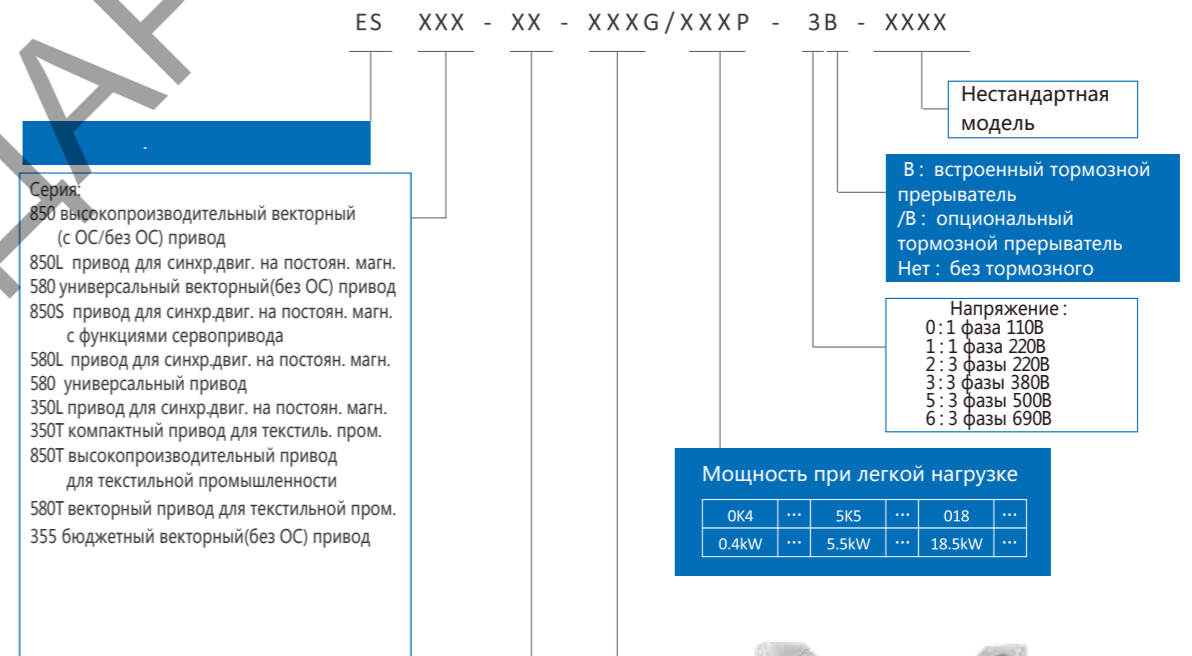 ES XXX - XX - XXXG/XXXP - 3B - XXXX
Нестандартная
модель
В : встроенный тормозной
прерыватель
/В : опциональный
тормозной прерыватель
Нет : без тормозного
Серия:
850 высокопроизводительный векторный
(с ОС/без ОС) привод
850L привод для синхр.двиг. на постоян. магн.
580 универсальный векторный(без ОС) привод
850S привод для синхр.двиг. на постоян. магн.
с функциями сервопривода
580L привод для синхр.двиг. на постоян. магн.
580 универсальный привод
350L привод для синхр.двиг. на постоян. магн.
350T компактный привод для текстиль. пром.
850T высокопроизводительный привод
для текстильной промышленности
580T векторный привод для текстильной пром.
355 бюджетный векторный(без ОС) привод
Напряжение :
0 : 1 фаза 110В
1 : 1 фаза 220В
2 : 3 фазы 220В
3 : 3 фазы 380В
5 : 3 фазы 500В
6 : 3 фазы 690В
Мощность при легкой нагрузке
0K4 ... 5K5 ... 018 ...
0.4kW ... 5.5kW ... 18.5kW ...